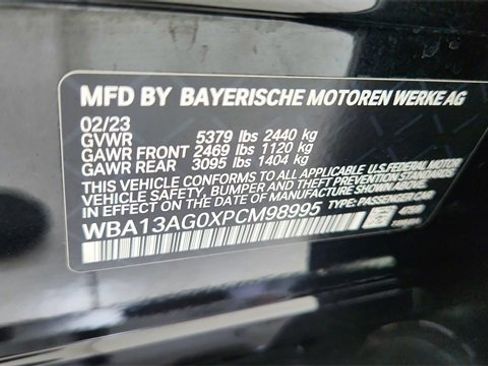 MFD BY BAYERISCHE MOTOREN WERKE AG
02/23
GVWR 5379 lbs 2440 kg
GAWR FRONT 2469 lbs 1120 kg
GAWR REAR 3095 lbs 1404 kg
THIS VEHICLE CONFORMS TO ALL APPLICABLE U.S.FEDERAL MOTOR
VEHICLE SAFETY, BUMPER AND THEFT PREVENTION STANDARDS
IN EFFECT ON THE DATE OF MANUFACTURE SHOWN ABOVE.
WBA13AG0XPCM98995 TYPE: PASSENGER CAR